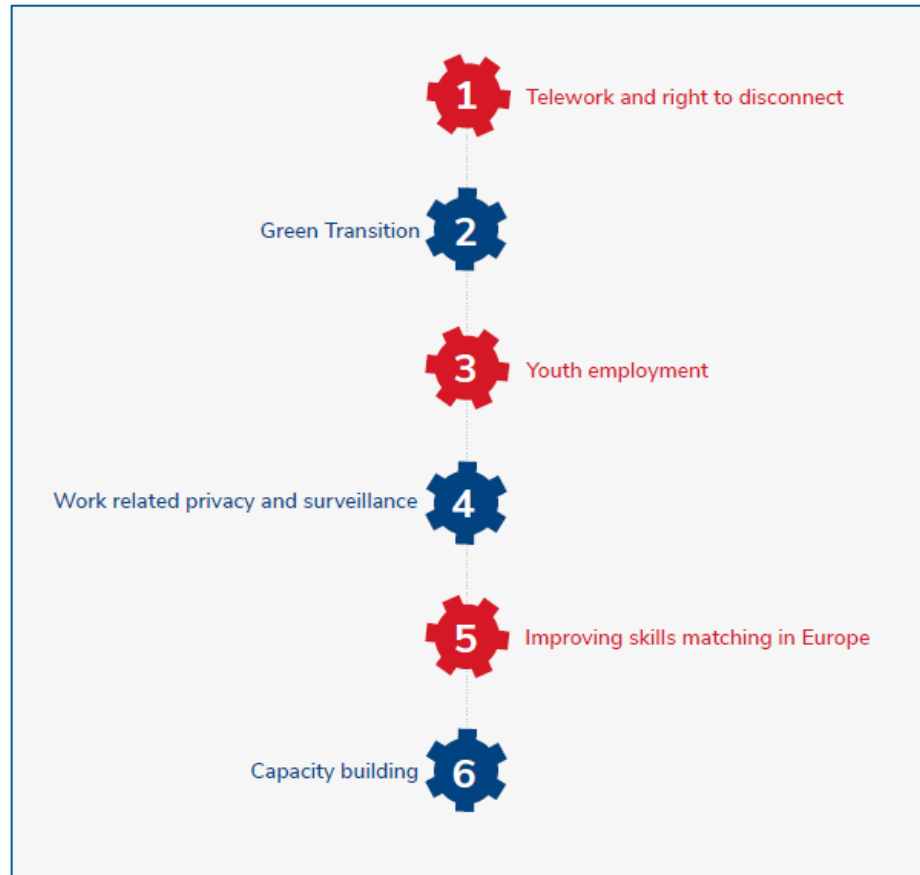 1 Telework and right to disconnect
Green Transition 2
3 Youth employment
Work related privacy and surveillance 4
5 Improving skills matching in Europe
Capacity building 6